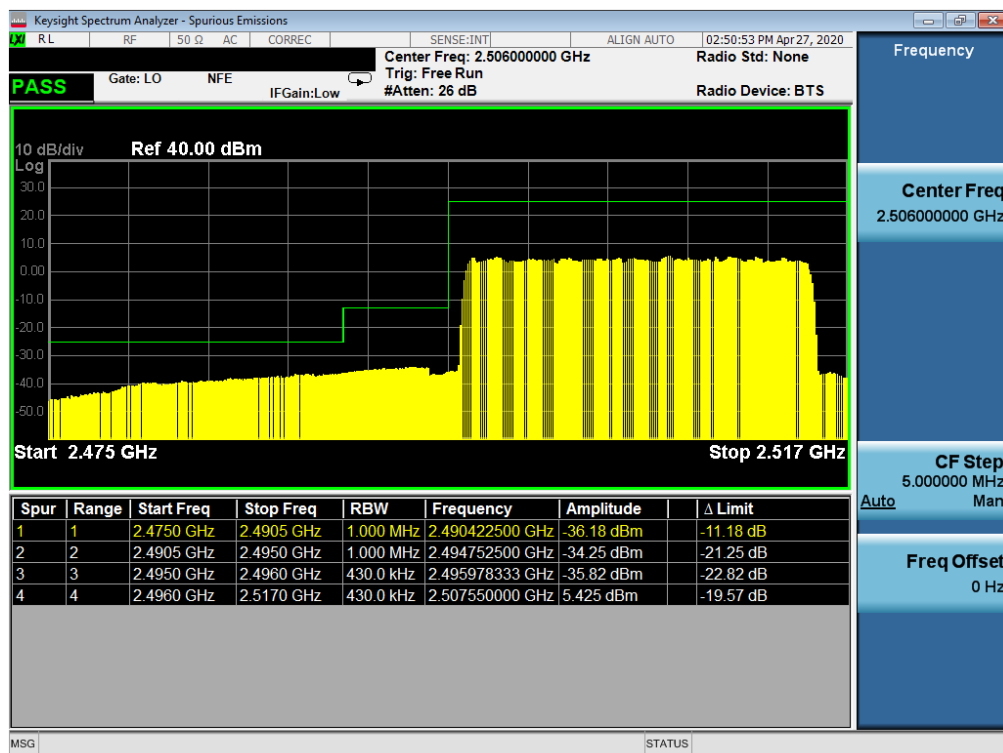 Keysight Spectrum Analyzer - Spurious Emissions
LXI RL RF 50 Ω AC CORREC SENSE:INT ALIGN AUTO 02:50:53 PM Apr 27, 2020
Center Freq: 2.506000000 GHz Radio Std: None
Trig: Free Run
PASS Gate: LO NFE IFGain:Low #Atten: 26 dB Radio Device: BTS
10 dB/div Ref 40.00 dBm
Log
30.0
20.0
10.0
0.00
-10.0
-20.0
-30.0
-40.0
-50.0
Start 2.475 GHz Stop 2.517 GHz
Spur Range Start Freq Stop Freq RBW Frequency Amplitude Δ Limit
1 1 2.4750 GHz 2.4905 GHz 1.000 MHz 2.490422500 GHz -36.18 dBm -11.18 dB
2 2 2.4905 GHz 2.4950 GHz 1.000 MHz 2.494752500 GHz -34.25 dBm -21.25 dB
3 3 2.4950 GHz 2.4960 GHz 430.0 kHz 2.495978333 GHz -35.82 dBm -22.82 dB
4 4 2.4960 GHz 2.5170 GHz 430.0 kHz 2.507550000 GHz 5.425 dBm -19.57 dB
MSG STATUS
Frequency
Center Freq
2.506000000 GHz
CF Step
5.000000 MHz
Auto Man
Freq Offset
0 Hz